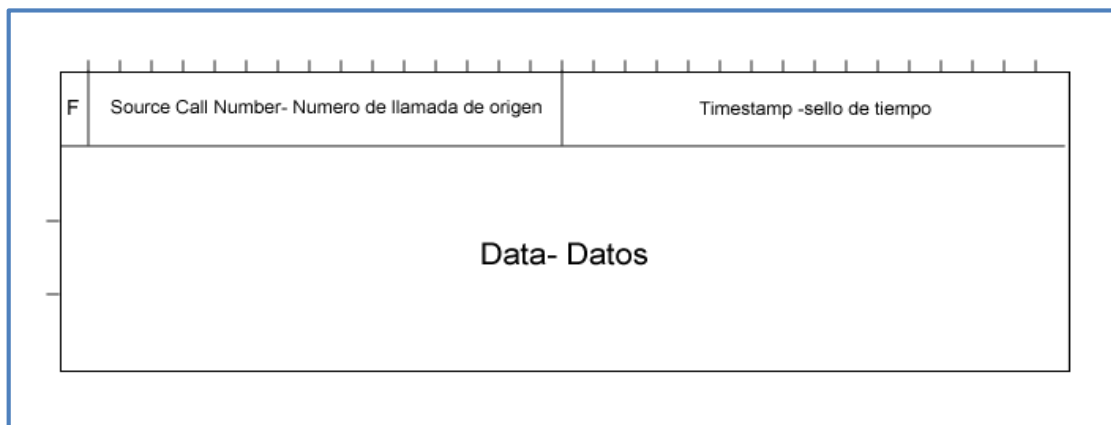 F
Source Call Number- Numero de llamada de origen
Timestamp -sello de tiempo
Data- Datos